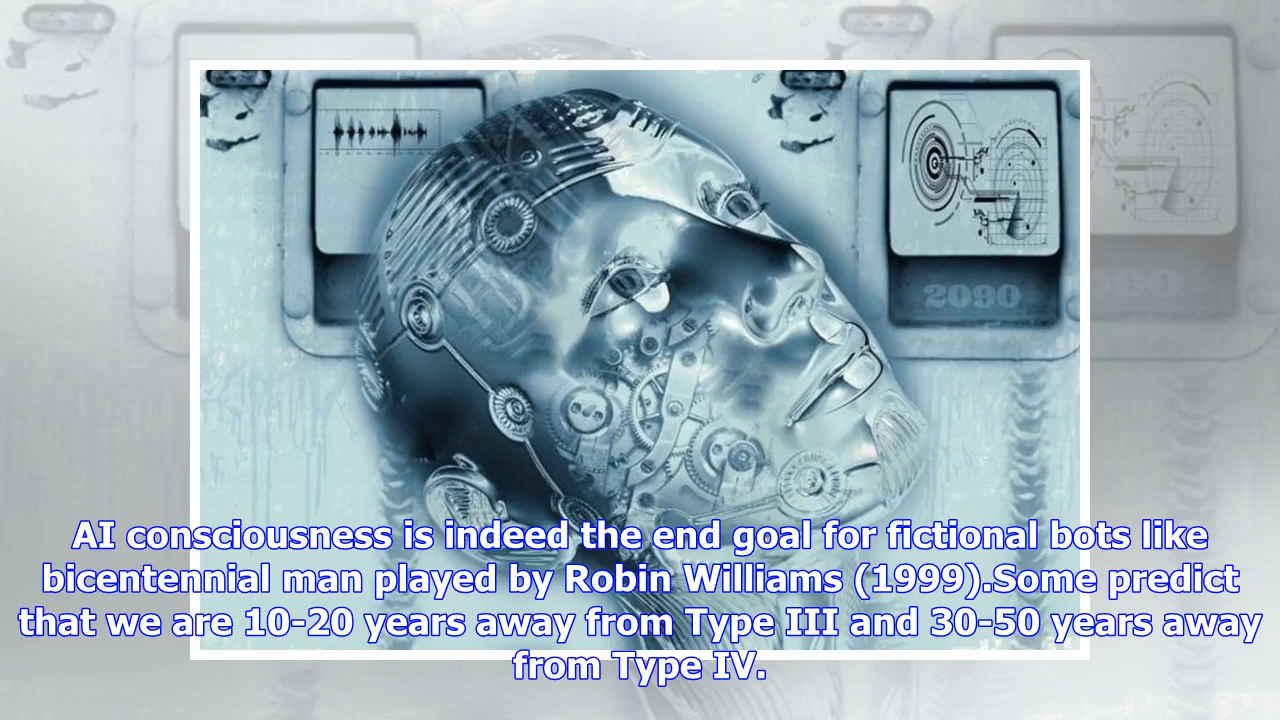 2090
AI consciousness is indeed the end goal for fictional bots like
bicentennial man played by Robin Williams (1999).Some predict
that we are 10-20 years away from Type III and 30-50 years away
from Type IV.